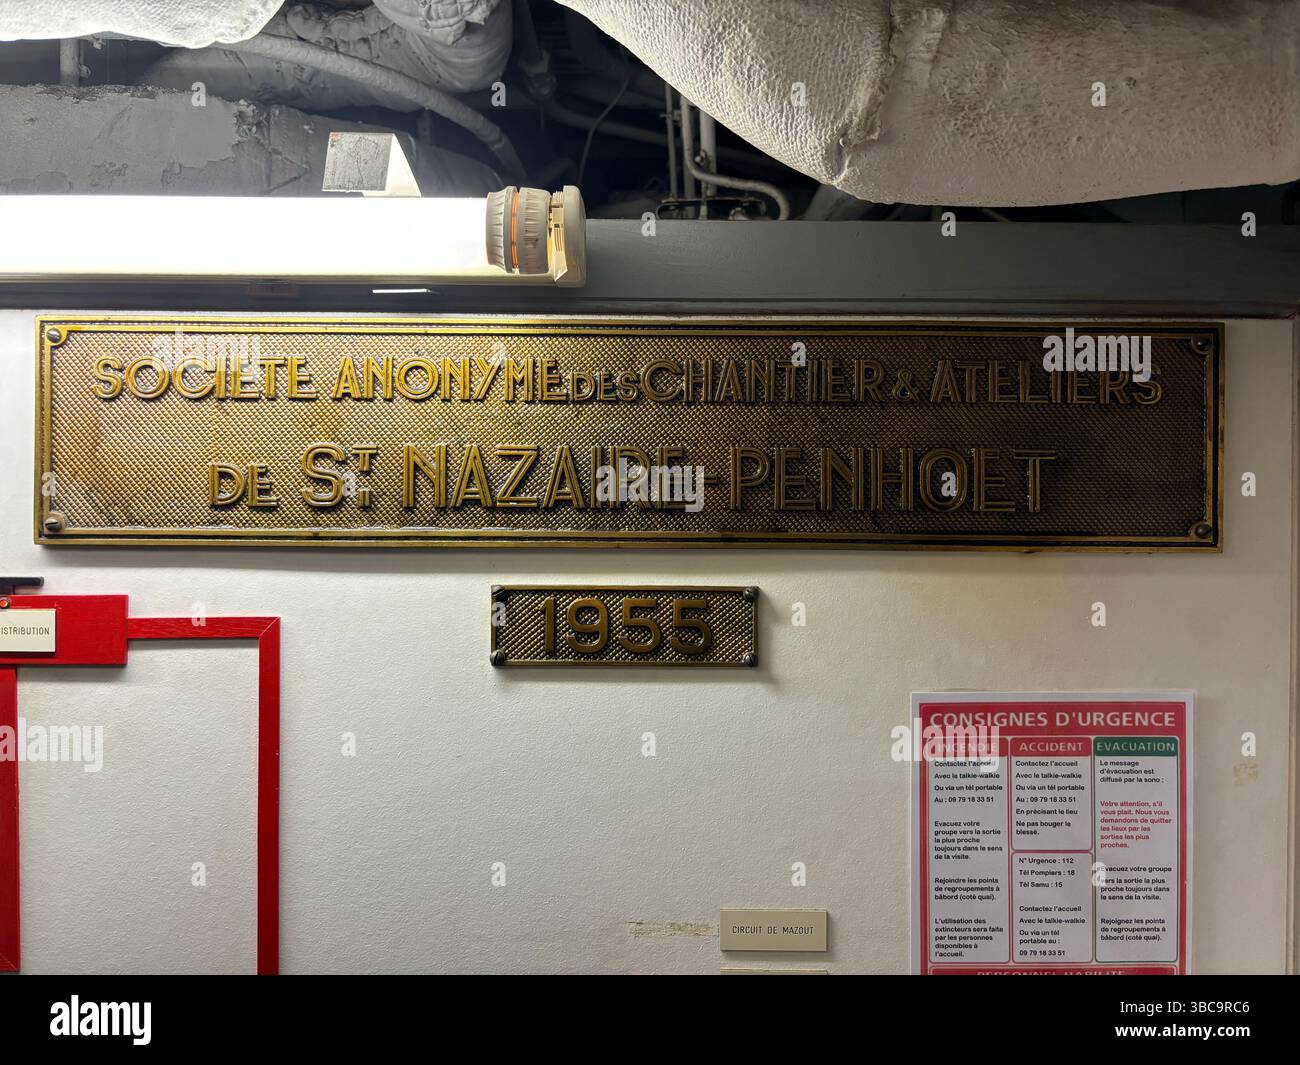 SOCIÉTÉ ANONYME DES CHANTIER & ATELIERS
DE ST NAZAIRE-PENHOET
1955
ISTRIBUTION
CONSIGNES D'URGENCE
INCENDIE
Contactez l'accueil
Avec le talkie-walkie
Ou via un tél portable
Au : 09 79 18 33 51
Evacuez votre
groupe vers la sortie
la plus proche
toujours dans le sens
de la visite.
Rejoindre les points
de regroupements à
bâbord (coté quai).
L'utilisation des
extincteurs sera faite
par les personnes
disponibles à
l'accueil.
ACCIDENT
Contactez l'accueil
Avec le talkie-walkie
Ou via un tél portable
Au : 09 79 18 33 51
En précisant le lieu
Ne pas bouger le
blessé.
N° Urgence : 112
Tél Pompiers : 18
Tél Samu : 15
Contactez l'accueil
Avec le talkie-walkie
Ou via un tél
portable au :
09 79 18 33 51
EVACUATION
Le message
d'évacuation est
diffusé par la sono :
Votre attention, s'il
vous plait. Nous vous
demandons de quitter
les lieux par les
sorties les plus
proches.
Evacuez votre groupe
vers la sortie la plus
proche toujours dans
le sens de la visite.
Rejoignez les points
de regroupements à
bâbord (coté quai).
PERSONNEL HABILITE
CIRCUIT DE MAZOUT
alamy
Image ID: 3BC9RC6
www.alamy.com